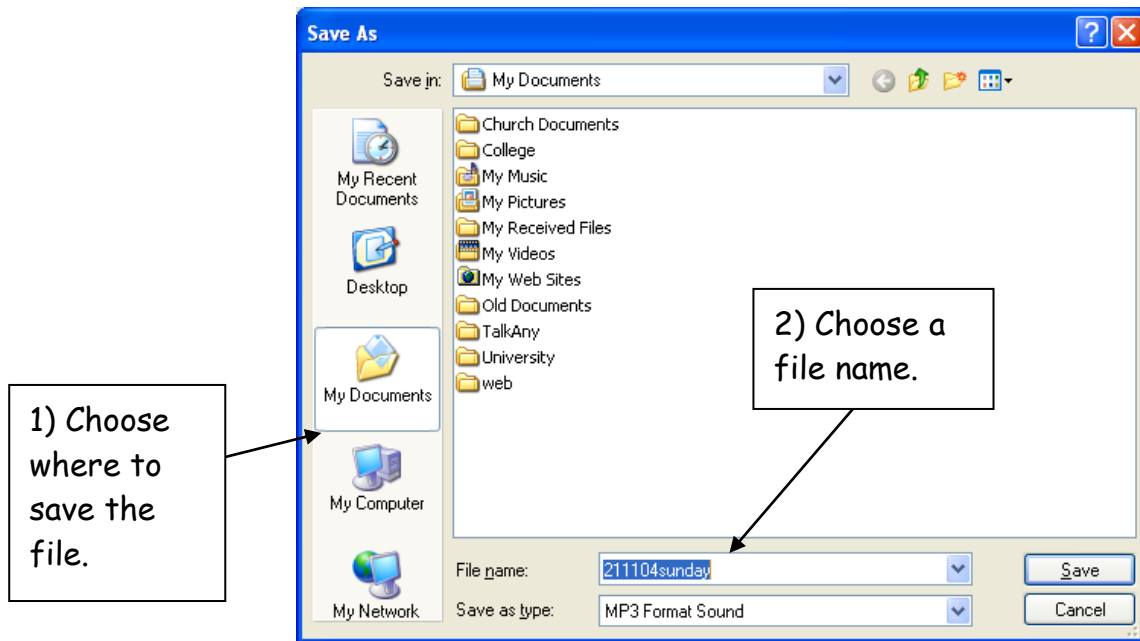 Save As
Save in:
My Documents
My Recent
Documents
Desktop
My Documents
My Computer
My Network
Church Documents
College
My Music
My Pictures
My Received Files
My Videos
My Web Sites
Old Documents
TalkAny
University
web
1) Choose
where to
save the
file.
2) Choose a
file name.
File name:
211104sunday
Save
Save as type:
MP3 Format Sound
Cancel